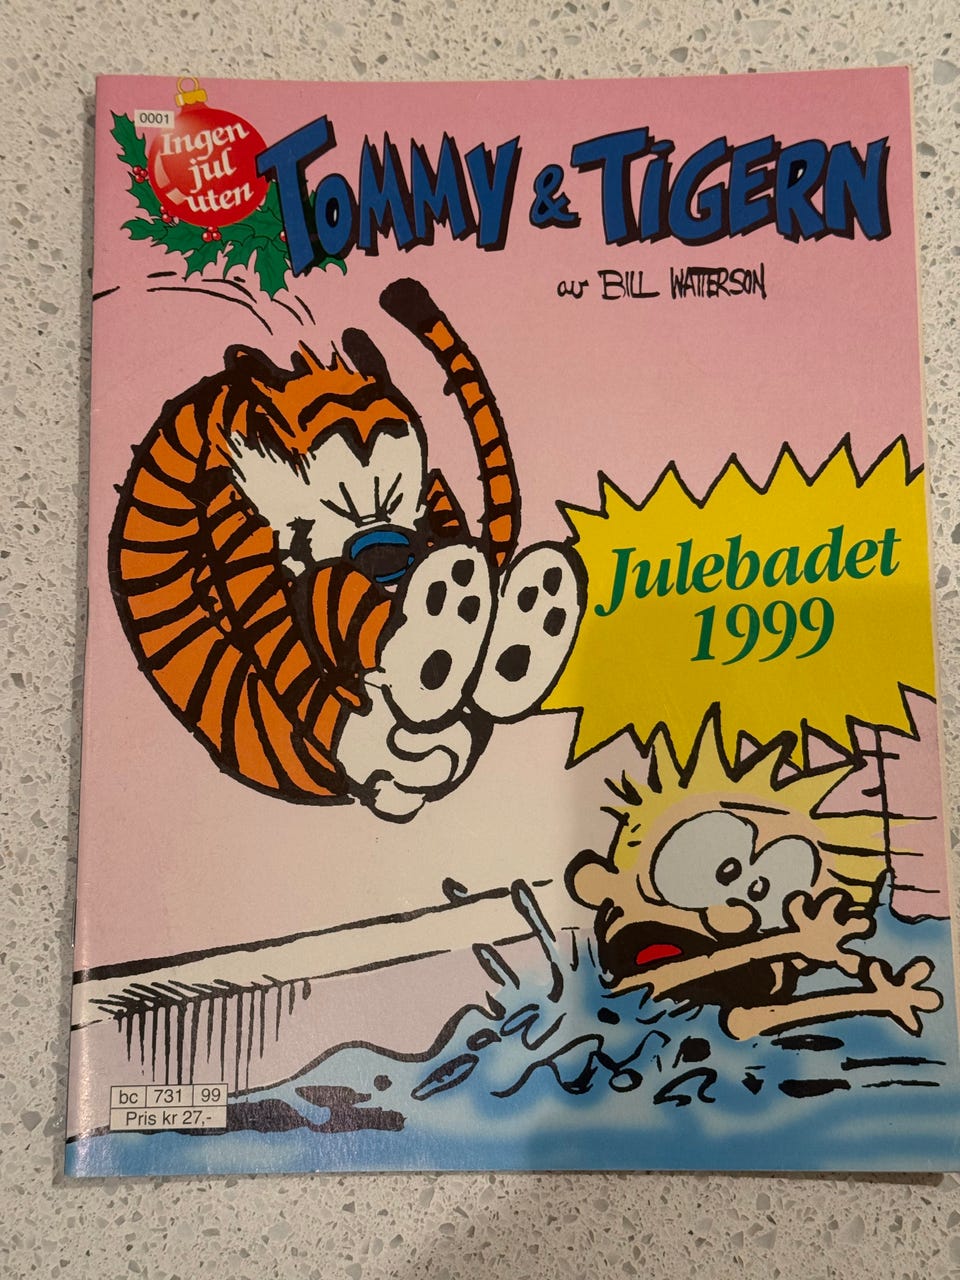 0001
Ingen
jul
uten
TOMMY & TIGERN
av BILL WATTERSON
Julebadet
1999
bc 731 99
Pris kr 27,-